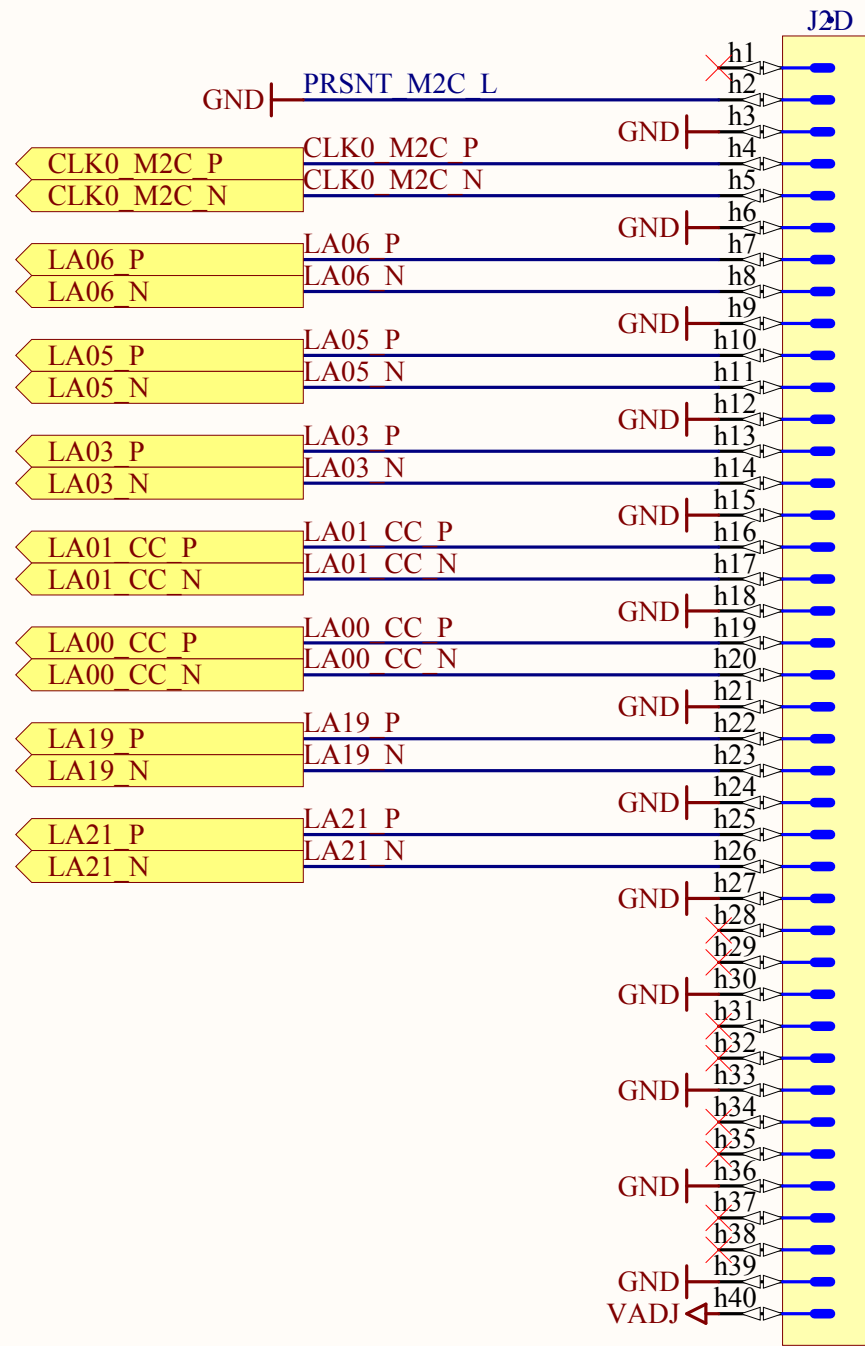 J2D
h1
PRSNT_M2C_L h2
GND
GND h3
CLK0_M2C_P CLK0_M2C_P h4
CLK0_M2C_N CLK0_M2C_N h5
GND h6
LA06_P LA06_P h7
LA06_N LA06_N h8
GND h9
LA05_P LA05_P h10
LA05_N LA05_N h11
GND h12
LA03_P LA03_P h13
LA03_N LA03_N h14
GND h15
LA01_CC_P LA01_CC_P h16
LA01_CC_N LA01_CC_N h17
GND h18
LA00_CC_P LA00_CC_P h19
LA00_CC_N LA00_CC_N h20
GND h21
LA19_P LA19_P h22
LA19_N LA19_N h23
GND h24
LA21_P LA21_P h25
LA21_N LA21_N h26
GND h27
h28
h29
GND h30
h31
h32
GND h33
h34
h35
GND h36
h37
h38
GND h39
VADJ h40